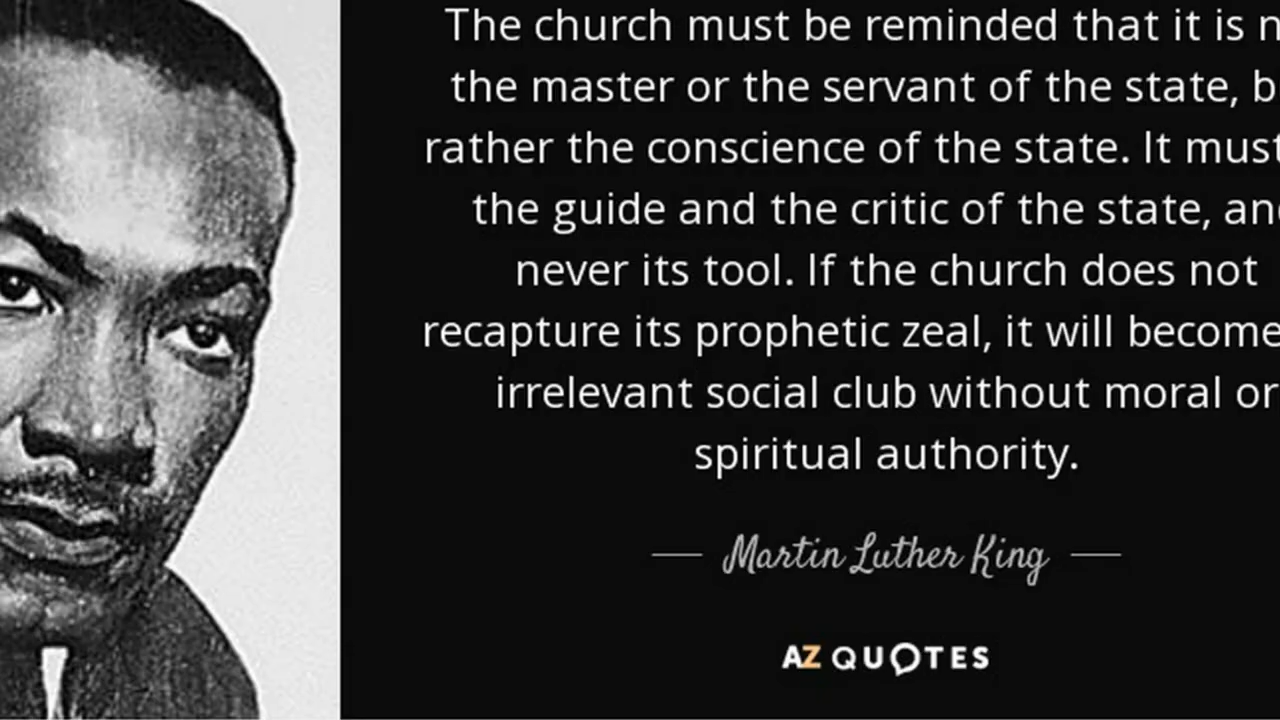 The church must be reminded that it is
the master or the servant of the state,
rather the conscience of the state. It must
the guide and the critic of the state,
never its tool. If the church does not
recapture its prophetic zeal, it will become
irrelevant social club without moral or
spiritual authority.
Martin Luther King
AZ QUOTES